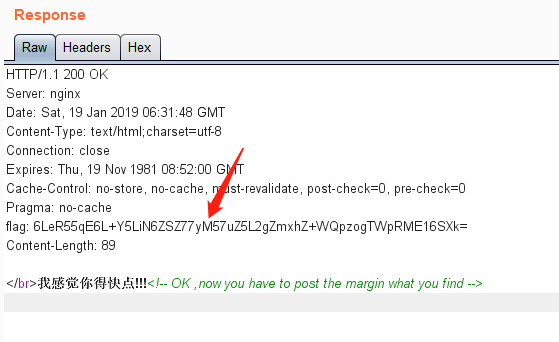 Response
Raw Headers Hex
HTTP/1.1 200 OK
Server: nginx
Date: Sat, 19 Jan 2019 06:31:48 GMT
Content-Type: text/html;charset=utf-8
Connection: close
Expires: Thu, 19 Nov 1981 08:52:00 GMT
Cache-Control: no-store, no-cache, must-revalidate, post-check=0, pre-check=0
Pragma: no-cache
flag: 6LeR55qE6L+Y5LiN6ZSZ77yM57uZ5L2gZmxhZ+WQpzogTWpRME16SXk=
Content-Length: 89
</br>我感觉你得快点!!!<!-- OK ,now you have to post the margin what you find -->